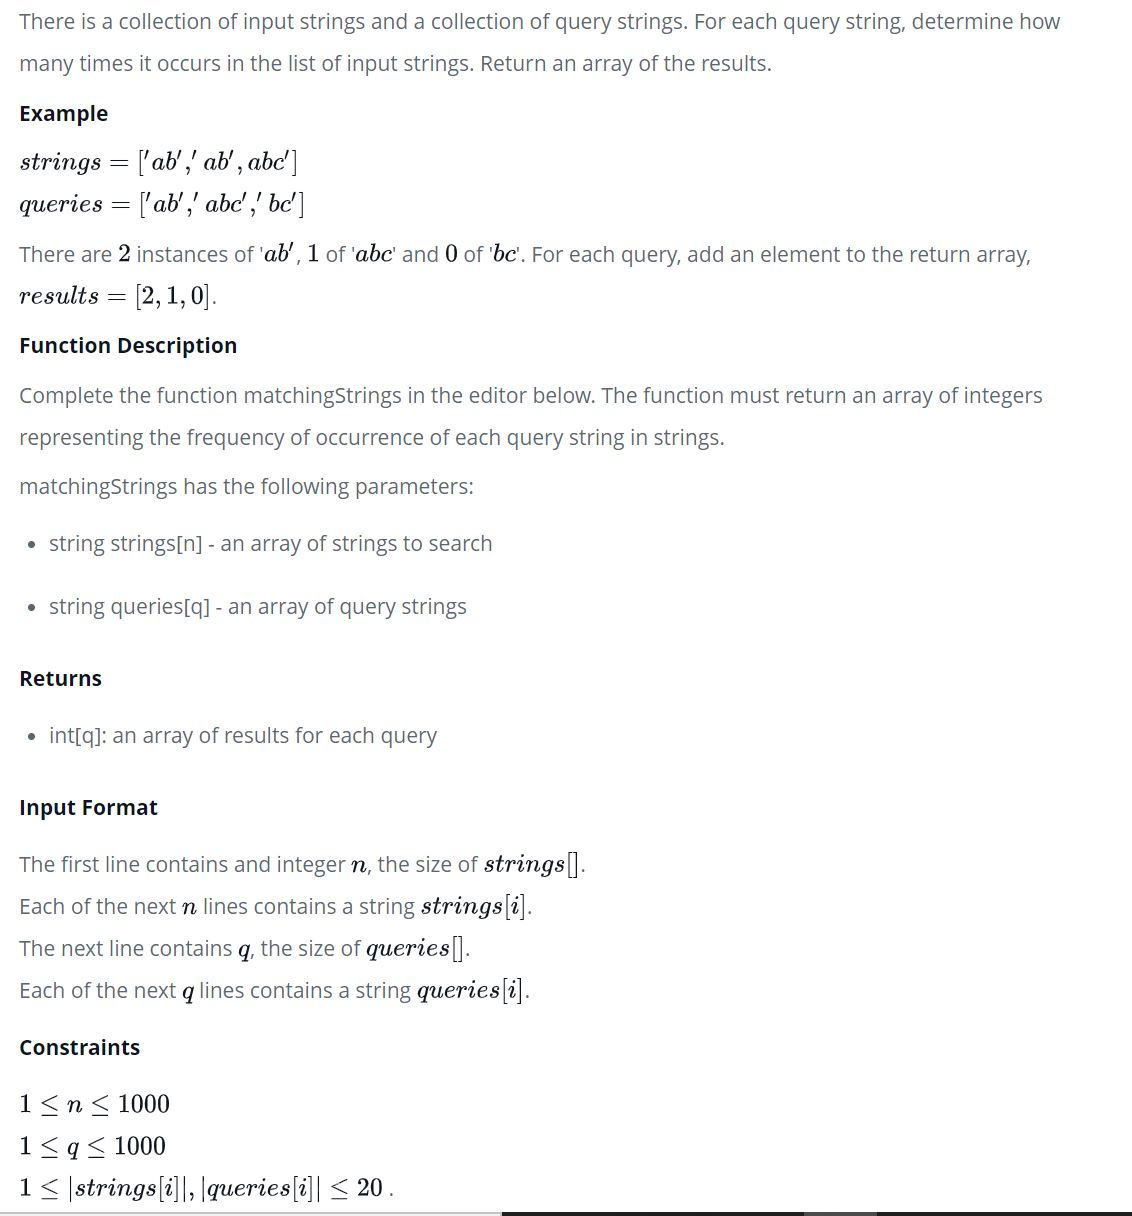 There is a collection of input strings and a collection of query strings. For each query string, determine how
many times it occurs in the list of input strings. Return an array of the results.
Example
strings = ['ab',' ab', abc']
queries = ['ab',' abc',' bc']
There are 2 instances of 'ab', 1 of 'abc' and 0 of 'bc'. For each query, add an element to the return array,
results = [2, 1, 0].
Function Description
Complete the function matchingStrings in the editor below. The function must return an array of integers
representing the frequency of occurrence of each query string in strings.
matchingStrings has the following parameters:
• string strings[n] - an array of strings to search
• string queries[q] - an array of query strings
Returns
• int[q]: an array of results for each query
Input Format
The first line contains and integer n, the size of strings[].
Each of the next n lines contains a string strings[i].
The next line contains q, the size of queries[].
Each of the next q lines contains a string queries[i].
Constraints
1 ≤ n ≤ 1000
1 ≤ q ≤ 1000
1 ≤ |strings[i]|, |queries[i]| ≤ 20 .